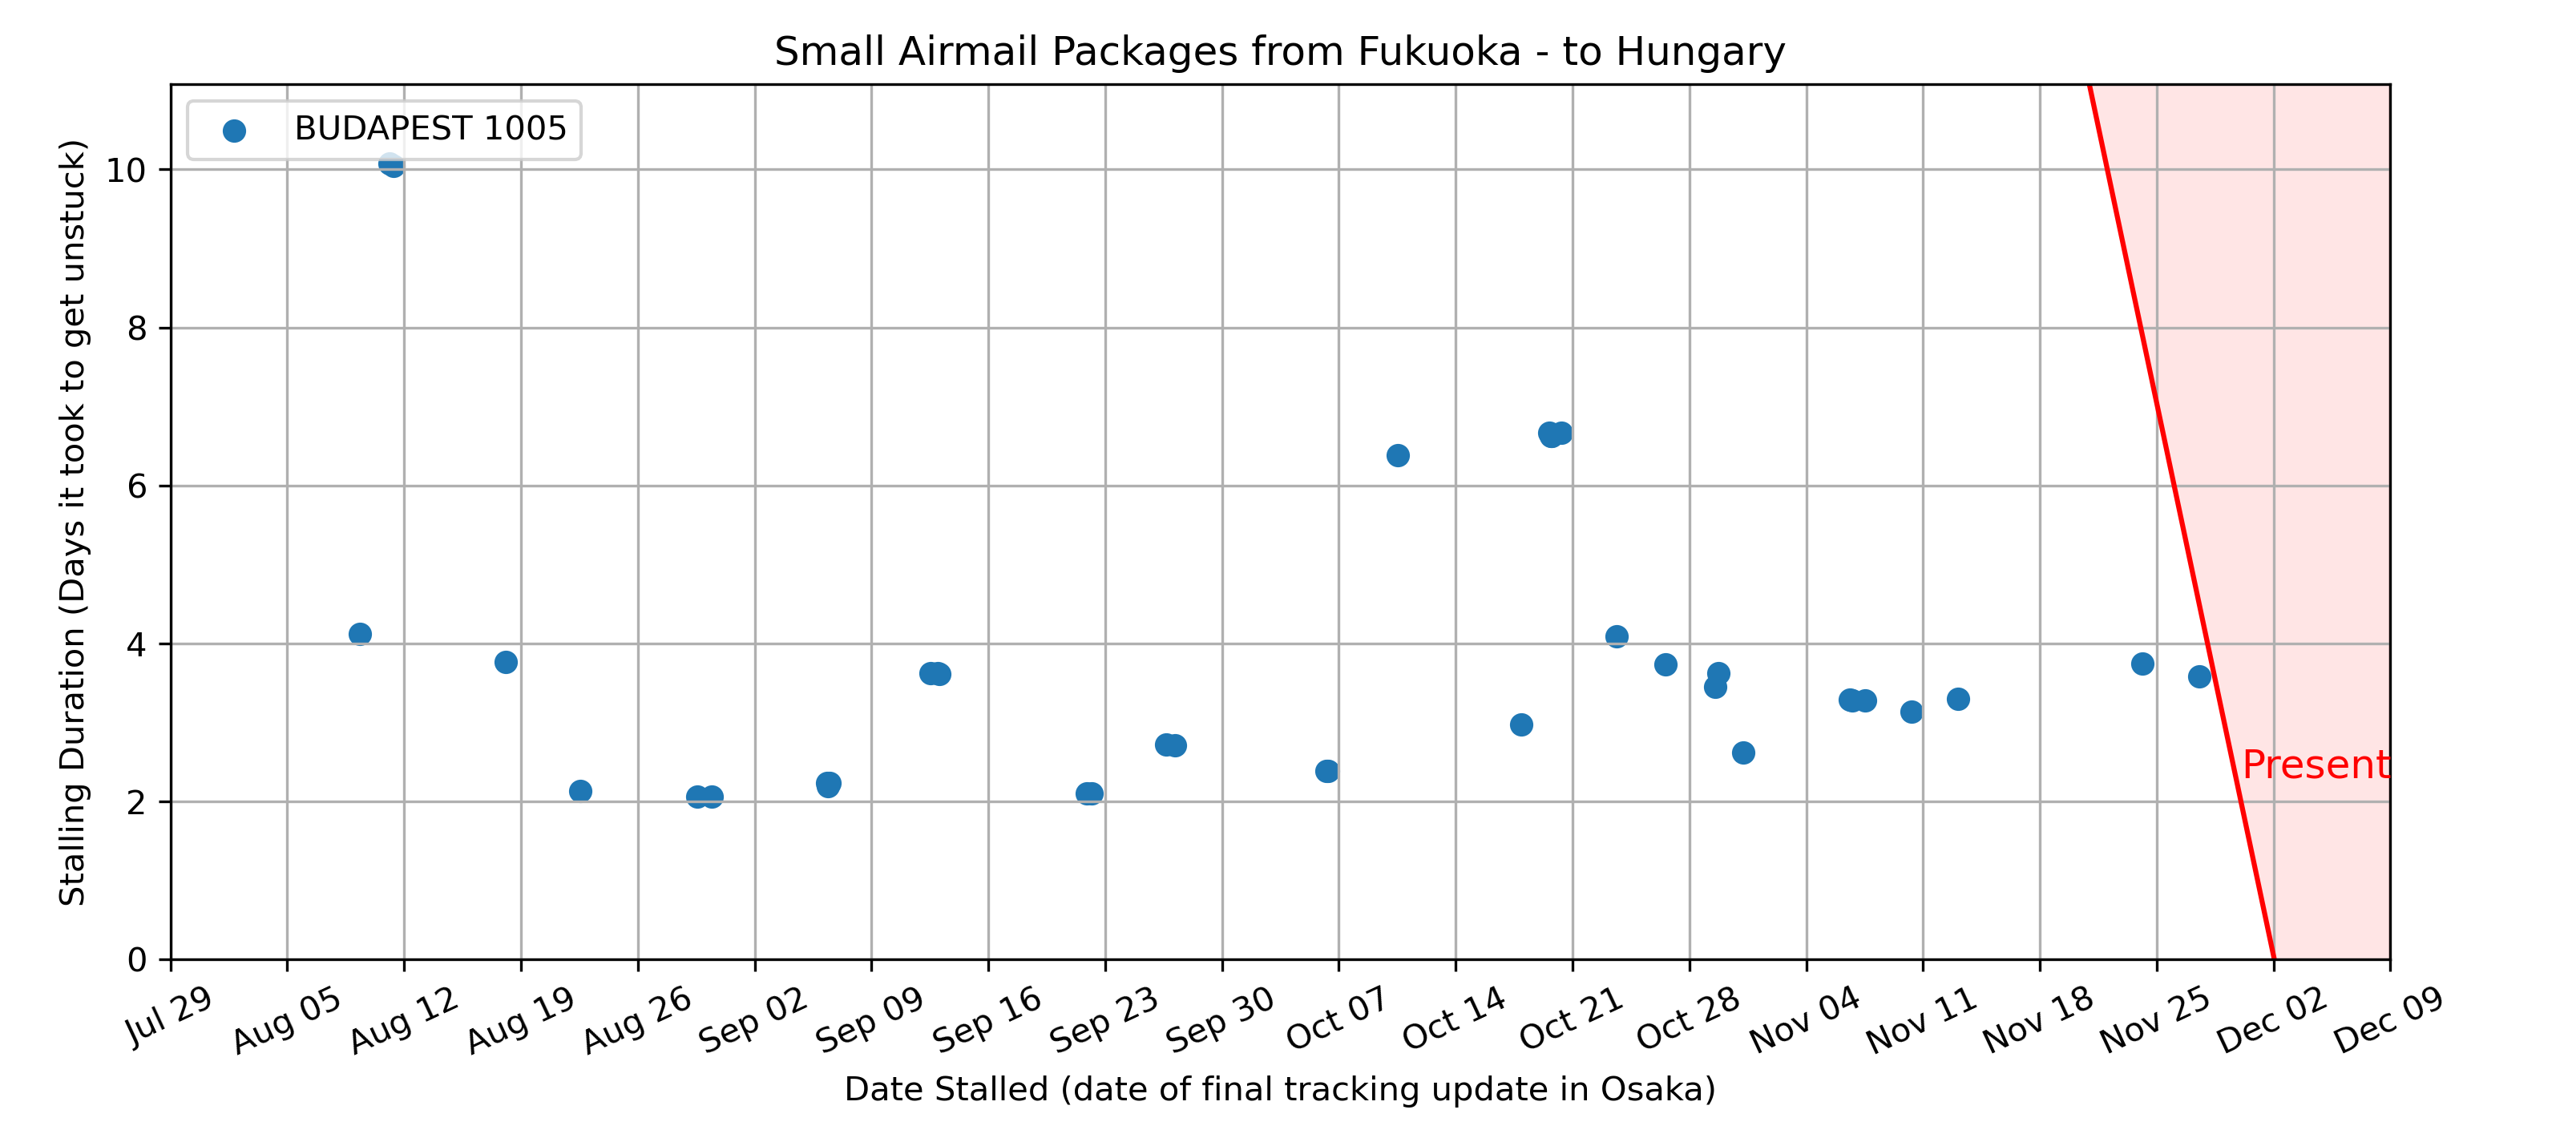 Small Airmail Packages from Fukuoka - to Hungary
BUDAPEST 1005
Stalling Duration (Days it took to get unstuck)
10
8
6
4
2
0
Present
Jul 29
Aug 05
Aug 12
Aug 19
Aug 26
Sep 02
Sep 09
Sep 16
Sep 23
Sep 30
Oct 07
Oct 14
Oct 21
Oct 28
Nov 04
Nov 11
Nov 18
Nov 25
Dec 02
Dec 09
Date Stalled (date of final tracking update in Osaka)